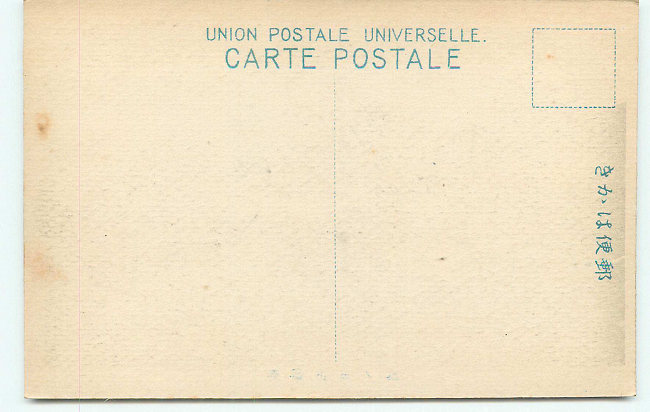 UNION POSTALE UNIVERSELLE.
CARTE POSTALE
きかは便郵